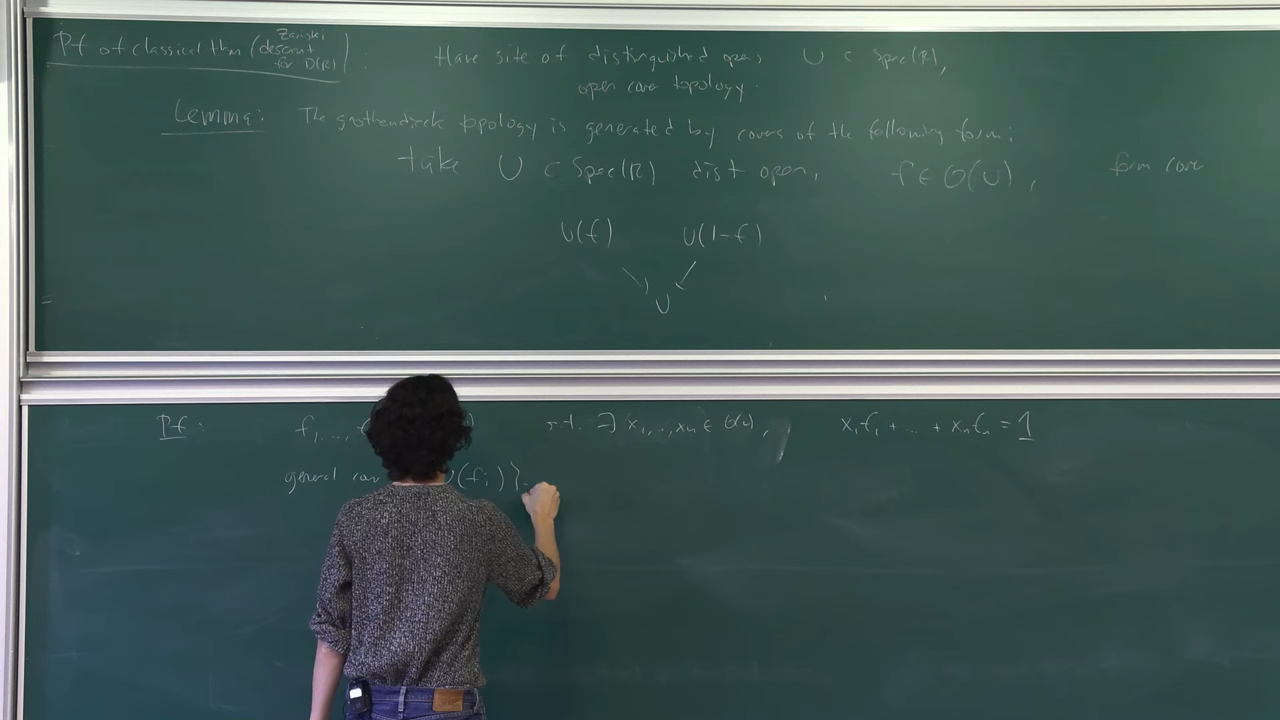 Pf of classical thm (Zariski descent for D(R)): Have site of distinguished opens U ⊂ Spec(R),
open cover topology.
Lemma: The grothendieck topology is generated by covers of the following form:
take U ⊂ Spec(R) dist open, f ∈ O(U), form cover
U(f) U(1-f)
U
Pf: f1, ..., s.t. ∃ x1, ..., xn ∈ O(U), x1f1 + ... + xnfn = 1
general U(fi)}